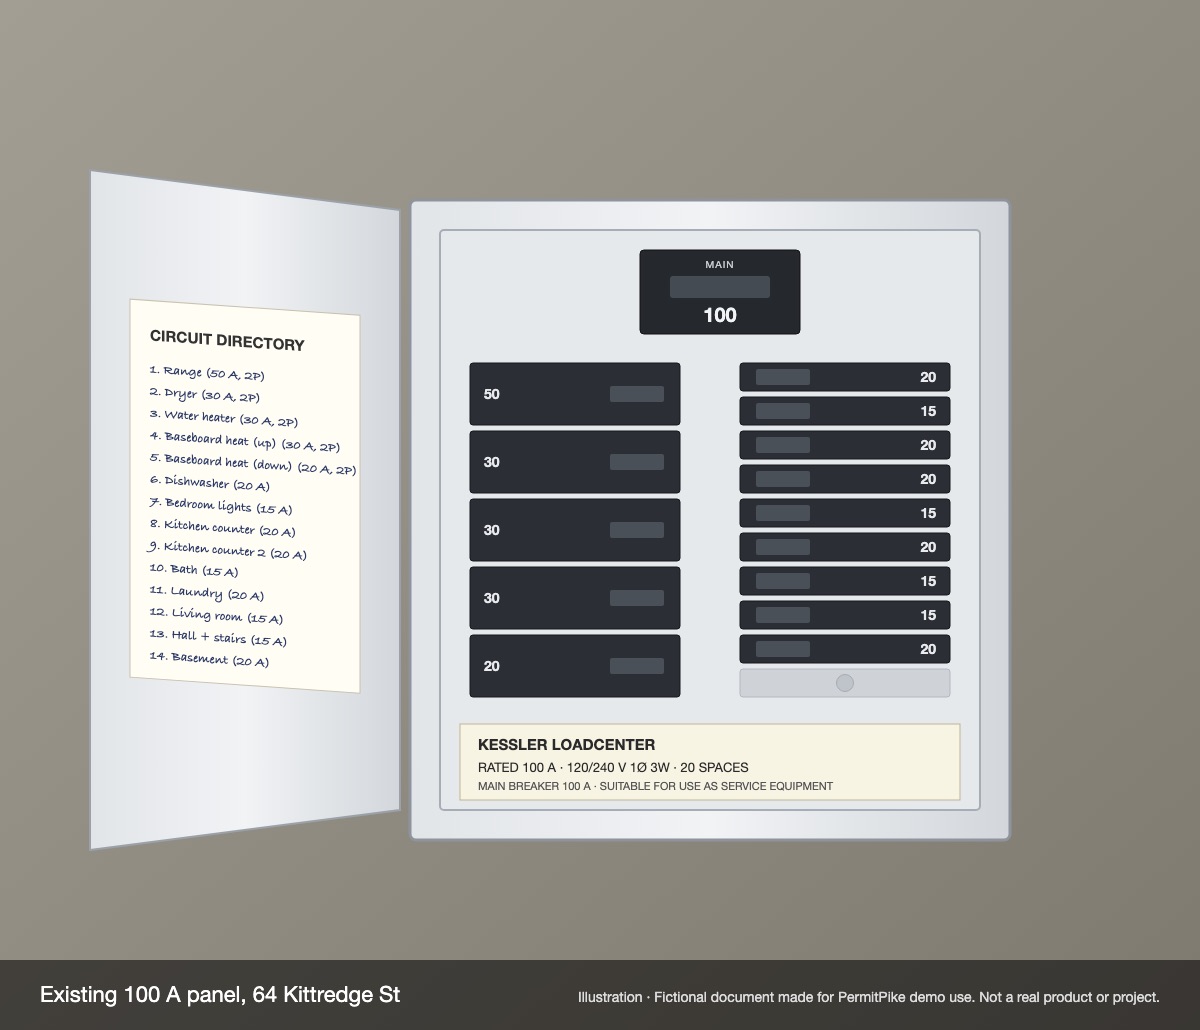 CIRCUIT DIRECTORY
1. Range (50 A, 2P)
2. Dryer (30 A, 2P)
3. Water heater (30 A, 2P)
4. Baseboard heat (up) (30 A, 2P)
5. Baseboard heat (down) (20 A, 2P)
6. Dishwasher (20 A)
7. Bedroom lights (15 A)
8. Kitchen counter (20 A)
9. Kitchen counter 2 (20 A)
10. Bath (15 A)
11. Laundry (20 A)
12. Living room (15 A)
13. Hall + stairs (15 A)
14. Basement (20 A)
MAIN
100
50
30
30
30
20
20
15
20
20
15
20
15
15
20
KESSLER LOADCENTER
RATED 100 A · 120/240 V 1Ø 3W · 20 SPACES
MAIN BREAKER 100 A · SUITABLE FOR USE AS SERVICE EQUIPMENT
Existing 100 A panel, 64 Kittredge St
Illustration · Fictional document made for PermitPike demo use. Not a real product or project.